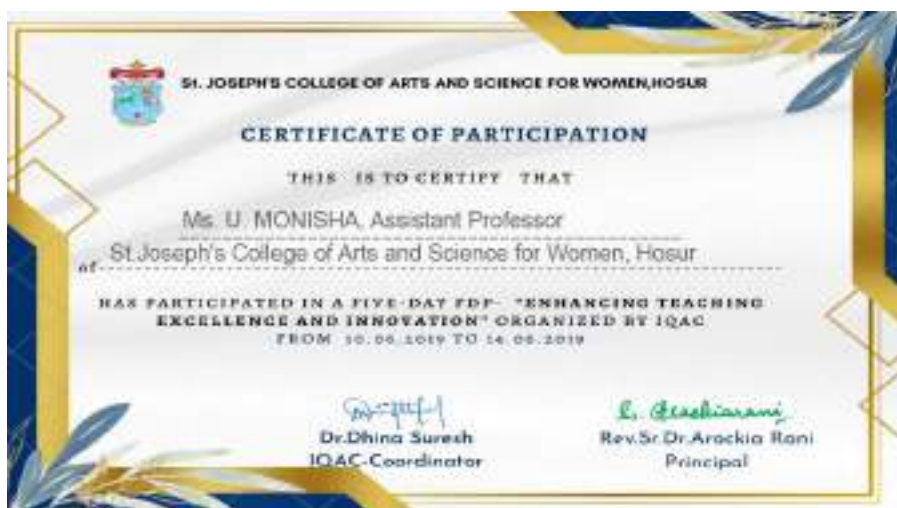 St. JOSEPH'S COLLEGE OF ARTS AND SCIENCE FOR WOMEN,HOSUR
CERTIFICATE OF PARTICIPATION
THIS IS TO CERTIFY THAT
Ms. U. MONISHA, Assistant Professor
of St.Joseph's College of Arts and Science for Women, Hosur
HAS PARTICIPATED IN A FIVE-DAY FDP- "ENHANCING TEACHING
EXCELLENCE AND INNOVATION" ORGANIZED BY IQAC
FROM 10.06.2019 TO 14.06.2019
Dr.Dhina Suresh
Rev.Sr.Dr.Arockia Rani
IQAC-Coordinator
Principal